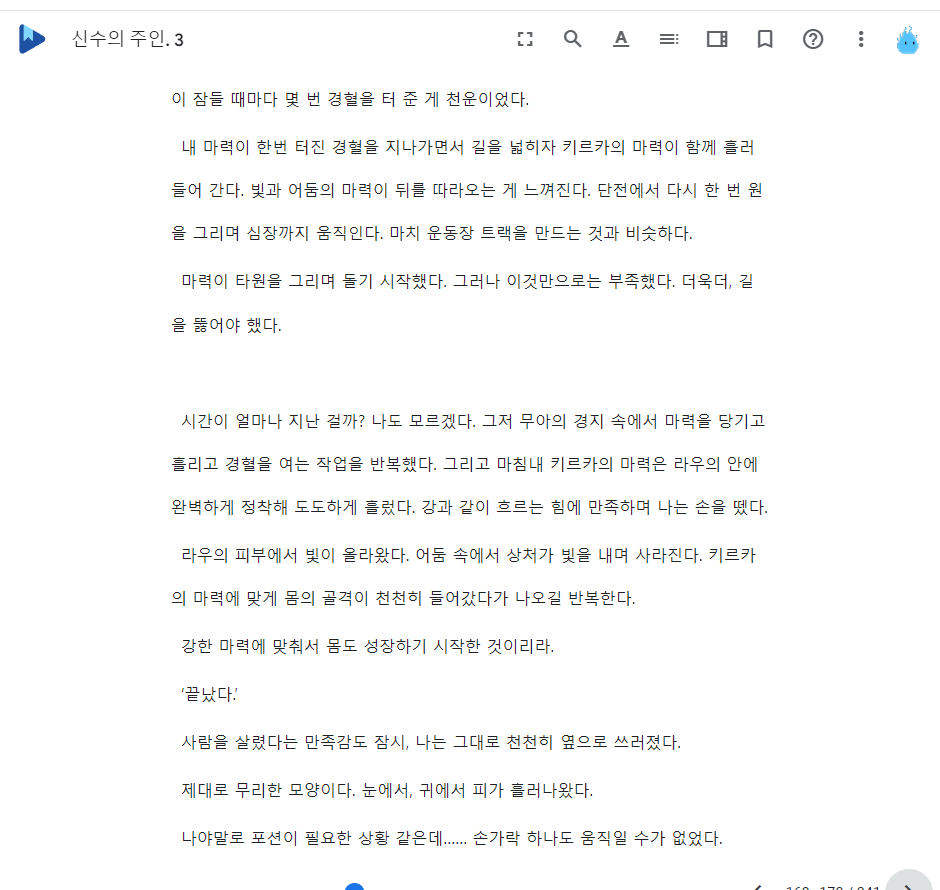 신수의 주인. 3
이 잠들 때마다 몇 번 경혈을 터 준 게 천운이었다.
내 마력이 한번 터진 경혈을 지나가면서 길을 넓히자 키르카의 마력이 함께 흘러
들어 간다. 빛과 어둠의 마력이 뒤를 따라오는 게 느껴진다. 단전에서 다시 한 번 원
을 그리며 심장까지 움직인다. 마치 운동장 트랙을 만드는 것과 비슷하다.
마력이 타원을 그리며 돌기 시작했다. 그러나 이것만으로는 부족했다. 더욱더, 길
을 뚫어야 했다.
시간이 얼마나 지난 걸까? 나도 모르겠다. 그저 무아의 경지 속에서 마력을 당기고
흘리고 경혈을 여는 작업을 반복했다. 그리고 마침내 키르카의 마력은 라우의 안에
완벽하게 정착해 도도하게 흘렀다. 강과 같이 흐르는 힘에 만족하며 나는 손을 뗐다.
라우의 피부에서 빛이 올라왔다. 어둠 속에서 상처가 빛을 내며 사라진다. 키르카
의 마력에 맞게 몸의 골격이 천천히 들어갔다가 나오길 반복한다.
강한 마력에 맞춰서 몸도 성장하기 시작한 것이리라.
‘끝났다.’
사람을 살렸다는 만족감도 잠시, 나는 그대로 천천히 옆으로 쓰러졌다.
제대로 무리한 모양이다. 눈에서, 귀에서 피가 흘러나왔다.
나야말로 포션이 필요한 상황 같은데...... 손가락 하나도 움직일 수가 없었다.